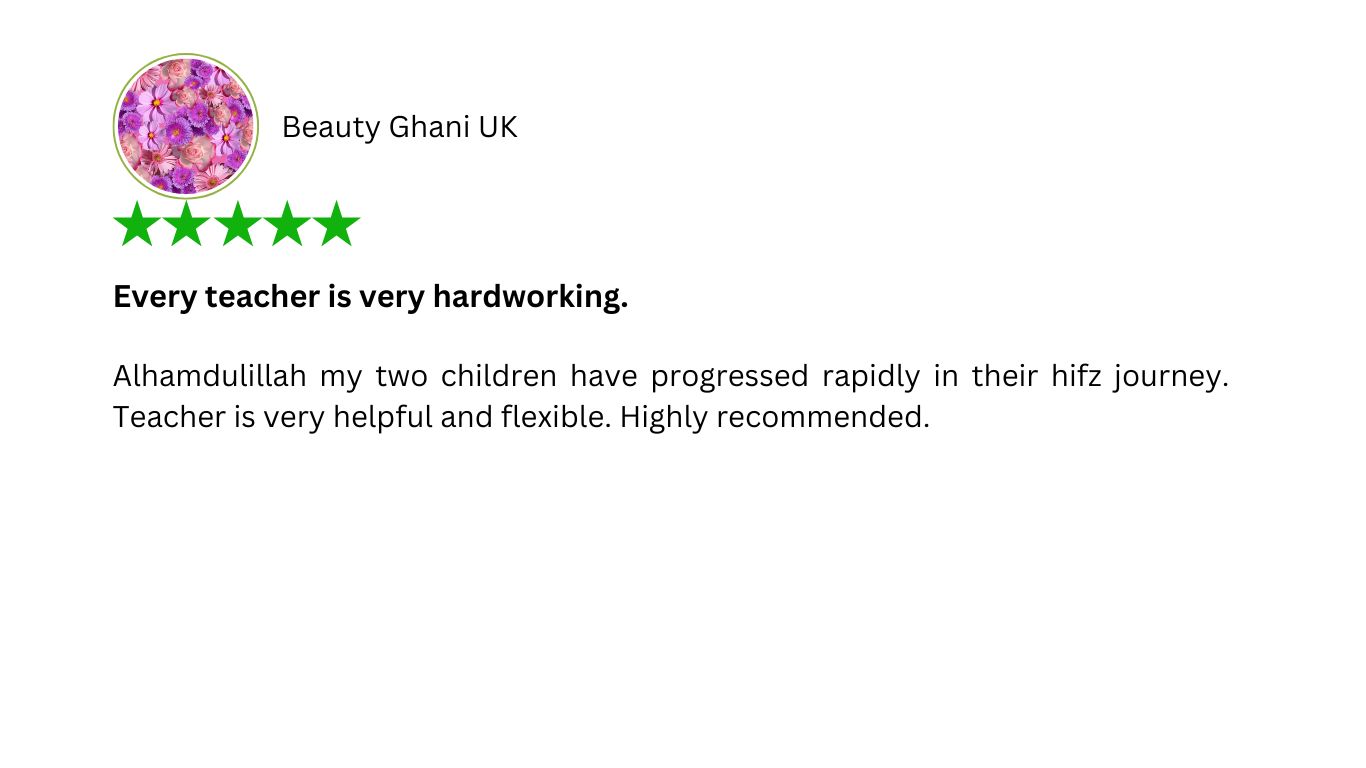 Beauty Ghani UK
Every teacher is very hardworking.
Alhamdulillah my two children have progressed rapidly in their hifz journey.
Teacher is very helpful and flexible. Highly recommended.